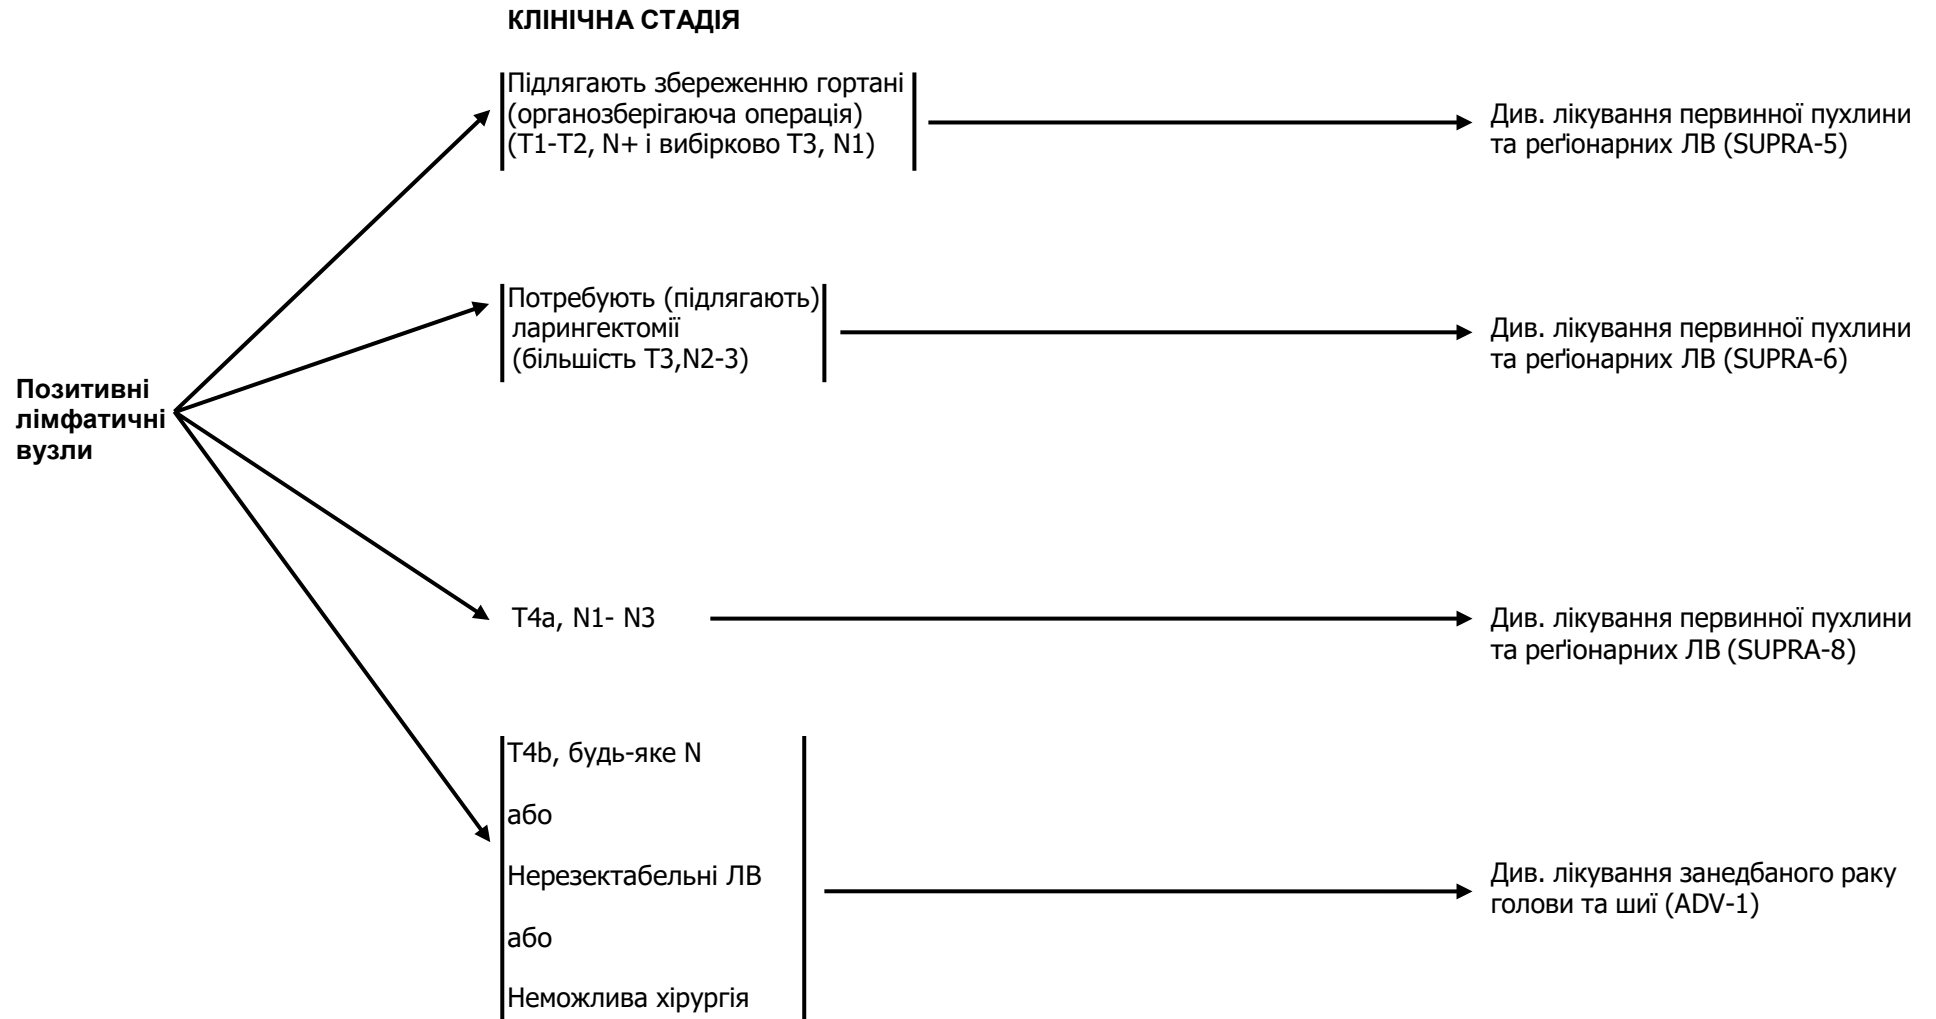 КЛІНІЧНА СТАДІЯ
Підлягають збереженню гортані
(органозберігаюча операція)
(T1-T2, N+ і вибірково T3, N1)
Див. лікування первинної пухлини
та реґіонарних ЛВ (SUPRA-5)
Потребують (підлягають)
ларингектомії
(більшість T3,N2-3)
Див. лікування первинної пухлини
та реґіонарних ЛВ (SUPRA-6)
Позитивні
лімфатичні
вузли
T4a, N1- N3
Див. лікування первинної пухлини
та реґіонарних ЛВ (SUPRA-8)
T4b, будь-яке N
або
Нерезектабельні ЛВ
або
Неможлива хірургія
Див. лікування занедбаного раку
голови та шиї (ADV-1)